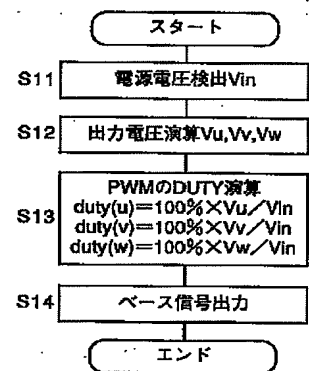 スタート
S11 電源電圧検出Vin
S12 出力電圧演算Vu,Vv,Vw
S13 PWMのDUTY演算
duty(u)=100%×Vu/Vin
duty(v)=100%×Vv/Vin
duty(w)=100%×Vw/Vin
S14 ベース信号出力
エンド